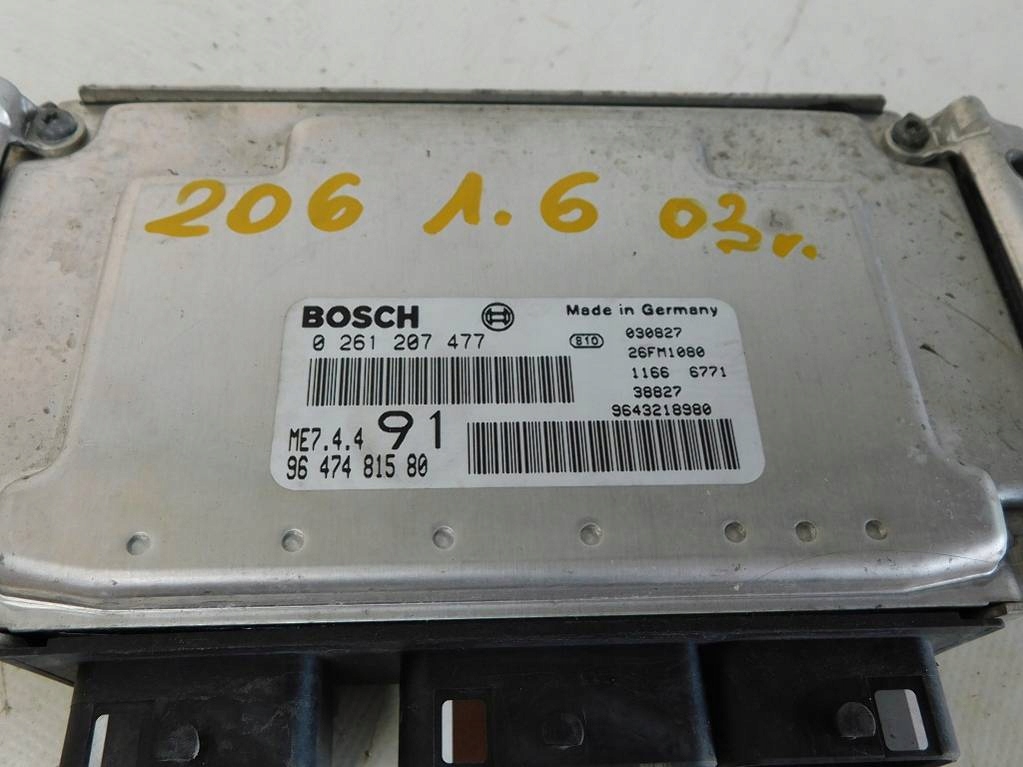 206 1.6 03r.
BOSCH Made in Germany
0 261 207 477
810 030827
26FM1080
1166 6771
38827
9643218980
ME7.4.4 91
96 474 815 80